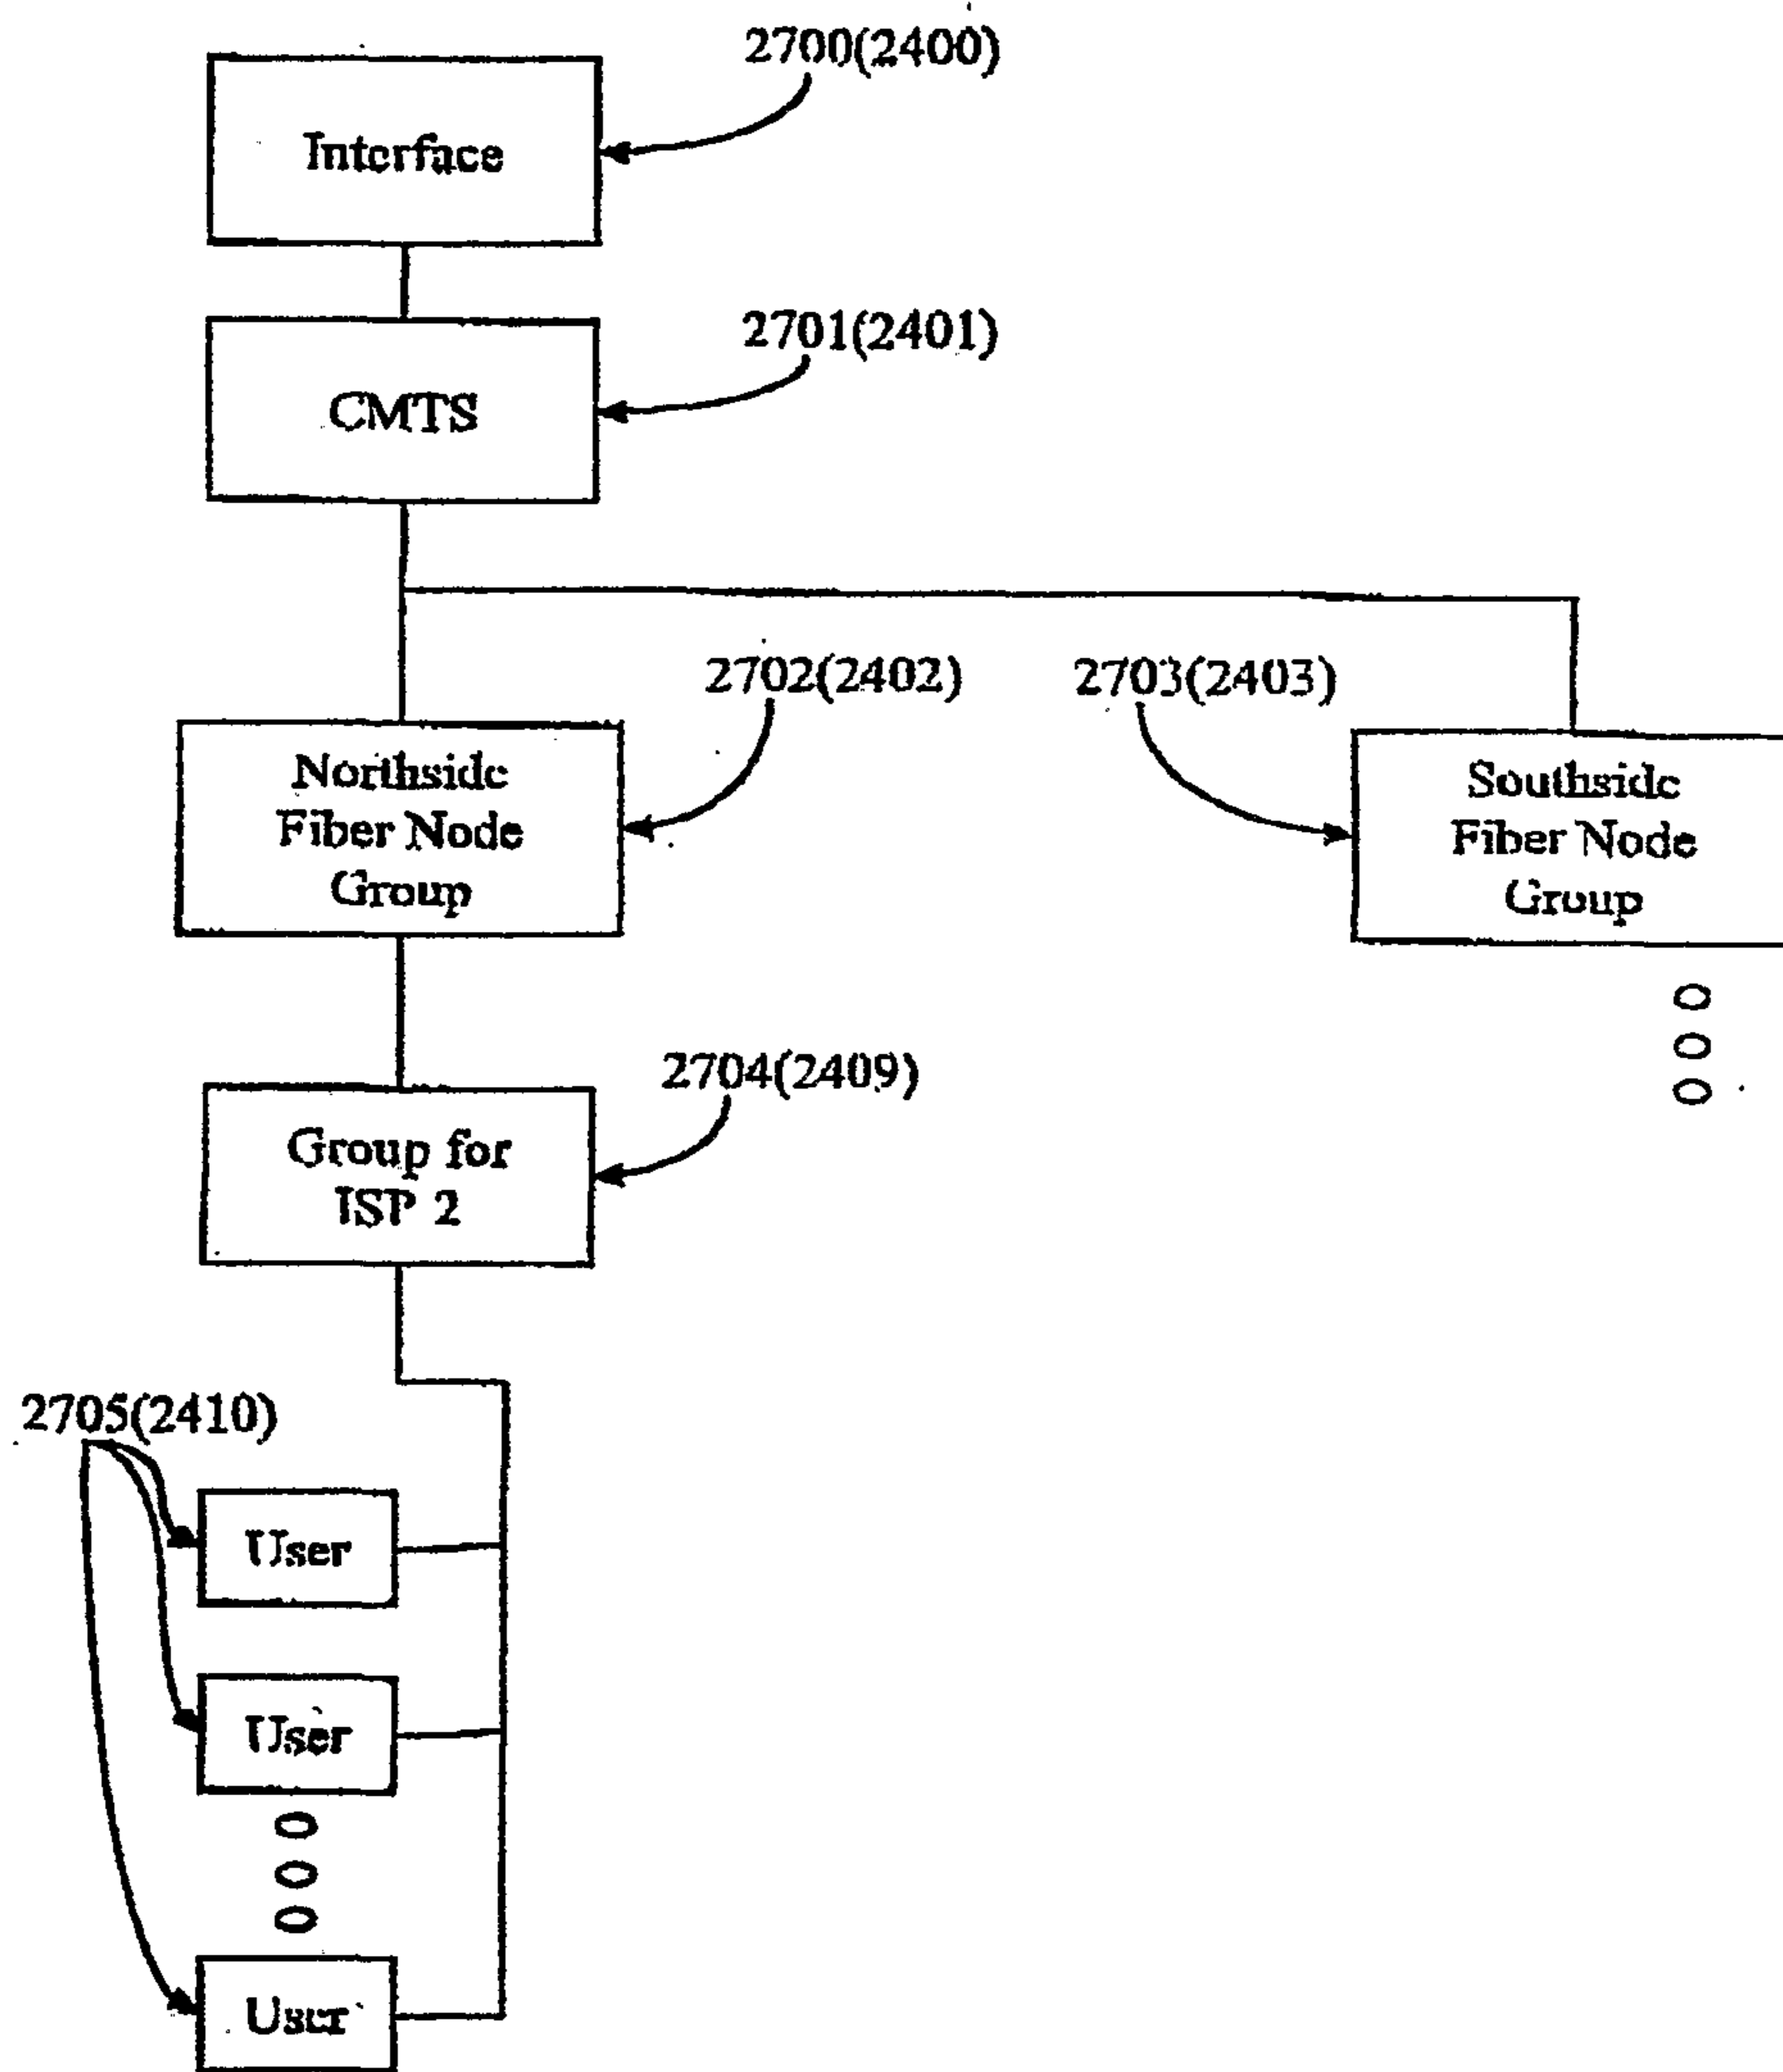 2700(2400)
Interface
2701(2401)
CMTS
2702(2402)
2703(2403)
Northside
Fiber Node
Group
Southside
Fiber Node
Group
2704(2409)
Group for
ISP 2
2705(2410)
User
User
User